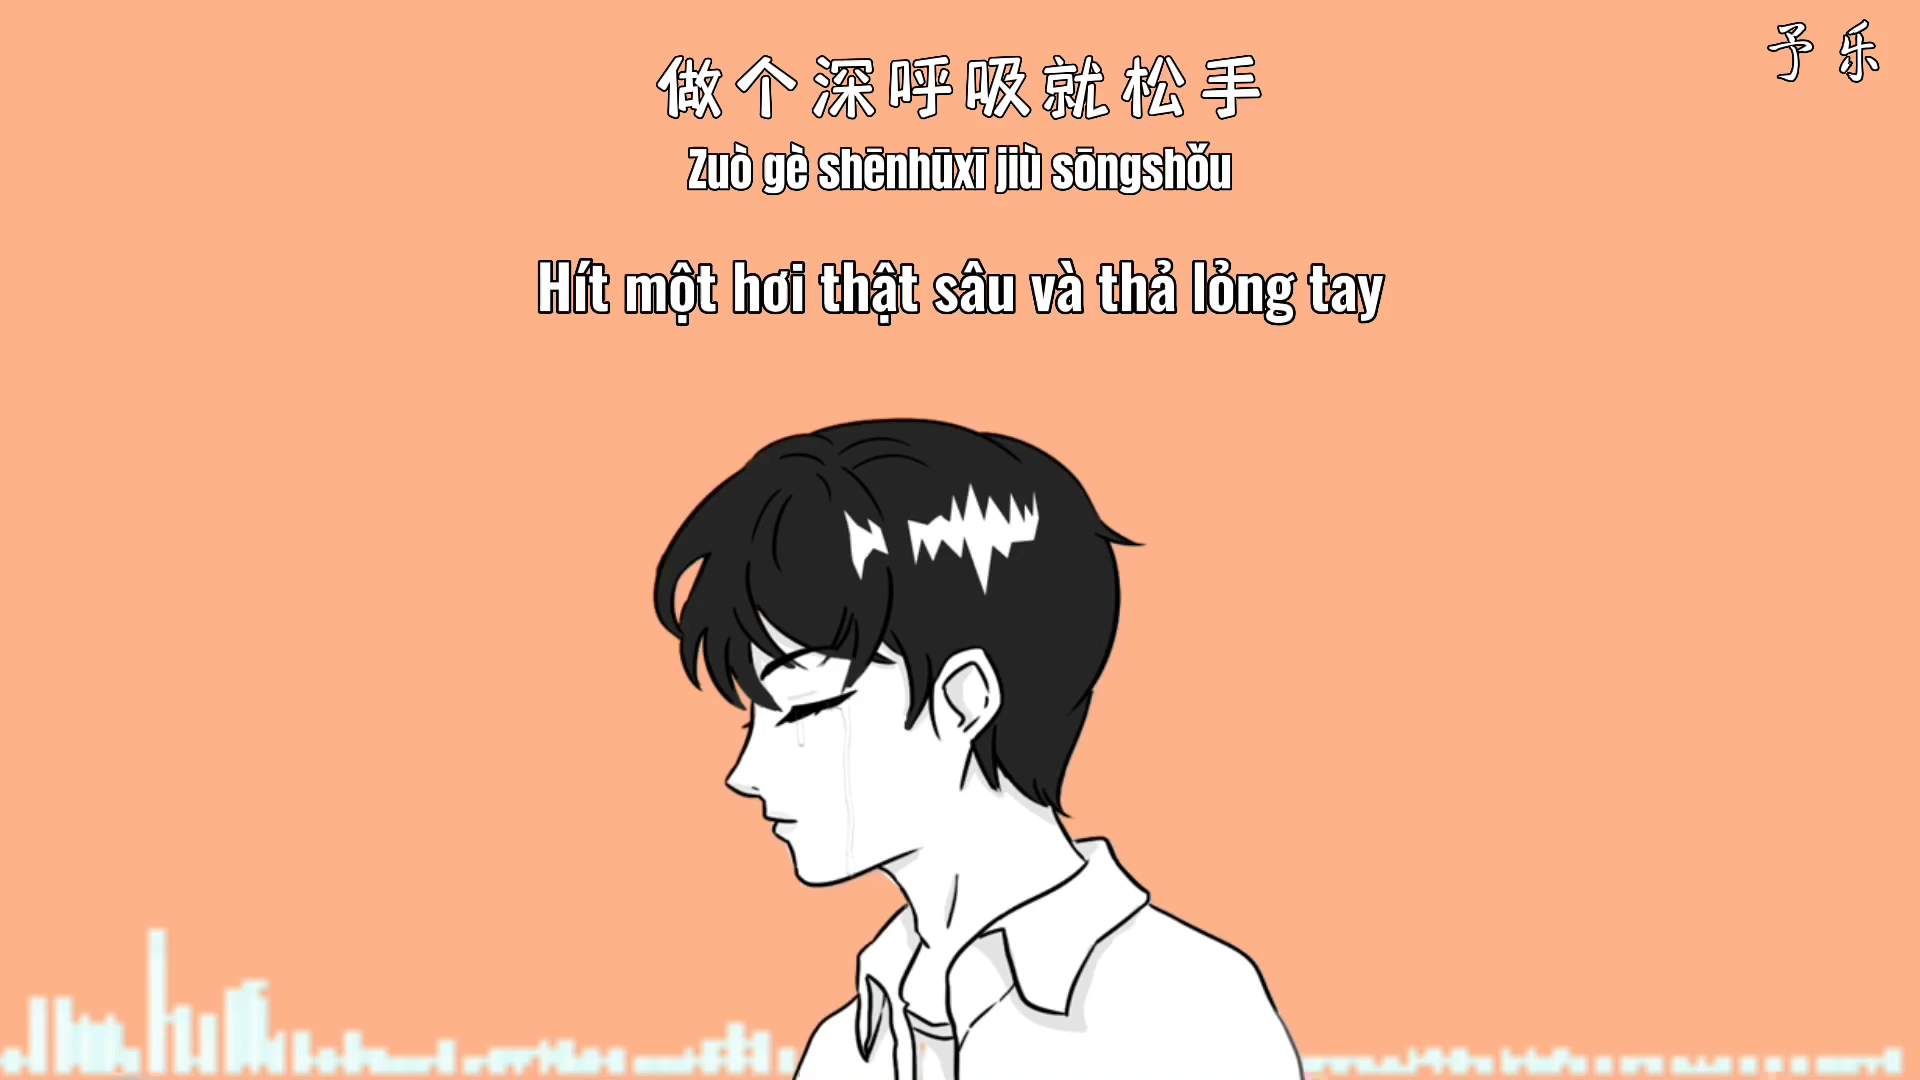 予乐
做个深呼吸就松手
Zuò gè shēnhūxī jiù sōngshǒu
Hít một hơi thật sâu và thả lỏng tay